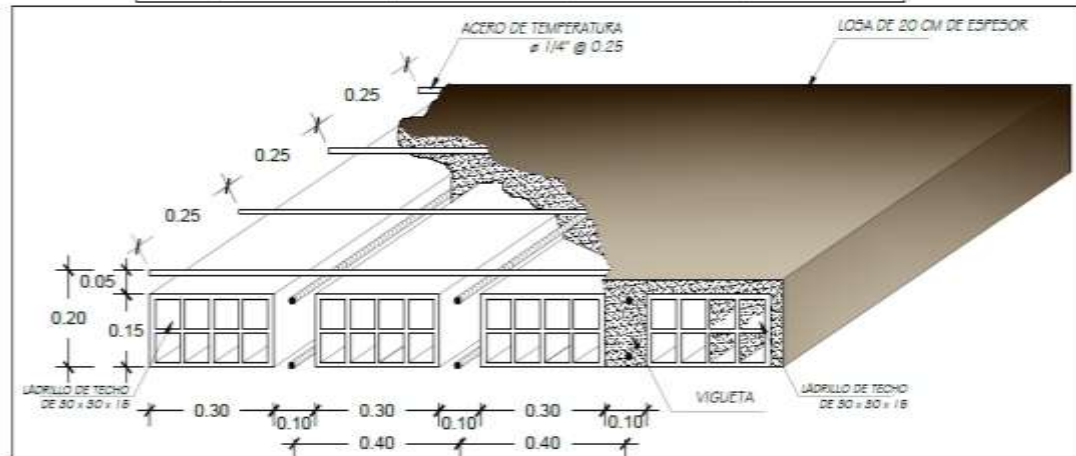 ACERO DE TEMPERATURA
ø 1/4" @ 0.25
LOSA DE 20 CM DE ESPESOR
0.25
0.25
0.25
0.05
0.20
0.15
LADRILLO DE TECHO
DE 30 x 30 x 15
VIGUETA
LADRILLO DE TECHO
DE 30 x 30 x 15
0.30
0.10
0.30
0.10
0.30
0.10
0.40
0.40